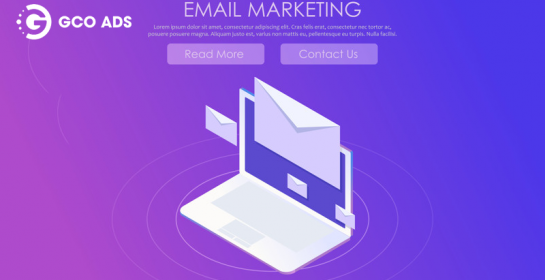 EMAIL MARKETING
GCO ADS
Lorem ipsum dolor sit amet, consectetur adipiscing elit. Cras felis erat, consectetur nec tortor ac,
posuere posuere magna. Aliquam justo est, varius non mattis eu, pellentesque eu turpis. Nulla facilisi.
Read More
Contact Us